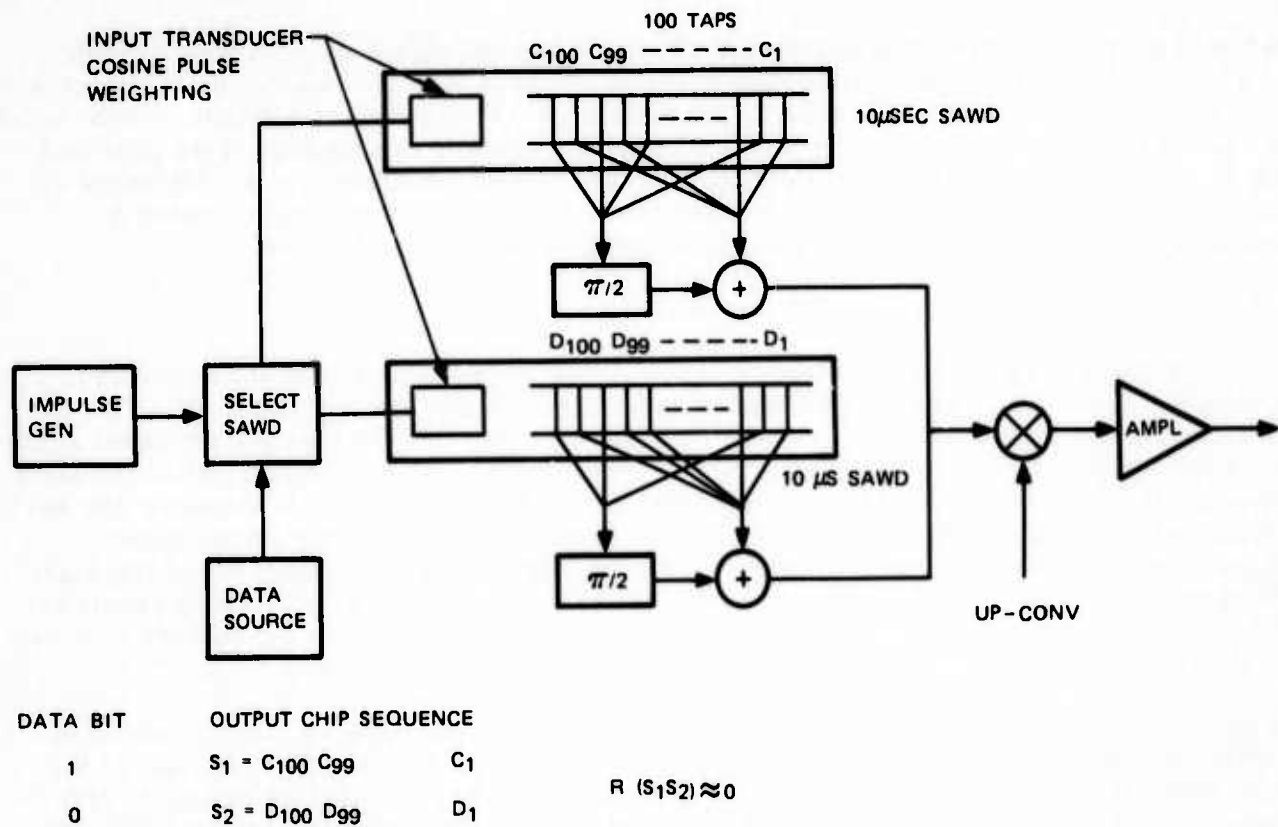 100 TAPS
INPUT TRANSDUCER
COSINE PULSE
WEIGHTING
C100 C99 ————— C1
10µSEC SAWD
π/2
+
D100 D99 ————— D1
IMPULSE
GEN
SELECT
SAWD
AMPL
10 µS SAWD
π/2
+
DATA
SOURCE
UP-CONV
DATA BIT OUTPUT CHIP SEQUENCE
1 S1 = C100 C99 C1
R (S1S2) ≈ 0
0 S2 = D100 D99 D1